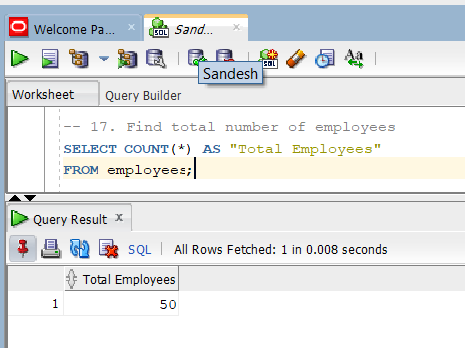 Welcome Pa...
Sand...
Sandesh
SQL
Worksheet
Query Builder
-- 17. Find total number of employees
SELECT COUNT(*) AS "Total Employees"
FROM employees;
Query Result
SQL
All Rows Fetched: 1 in 0.008 seconds
Total Employees
1 50